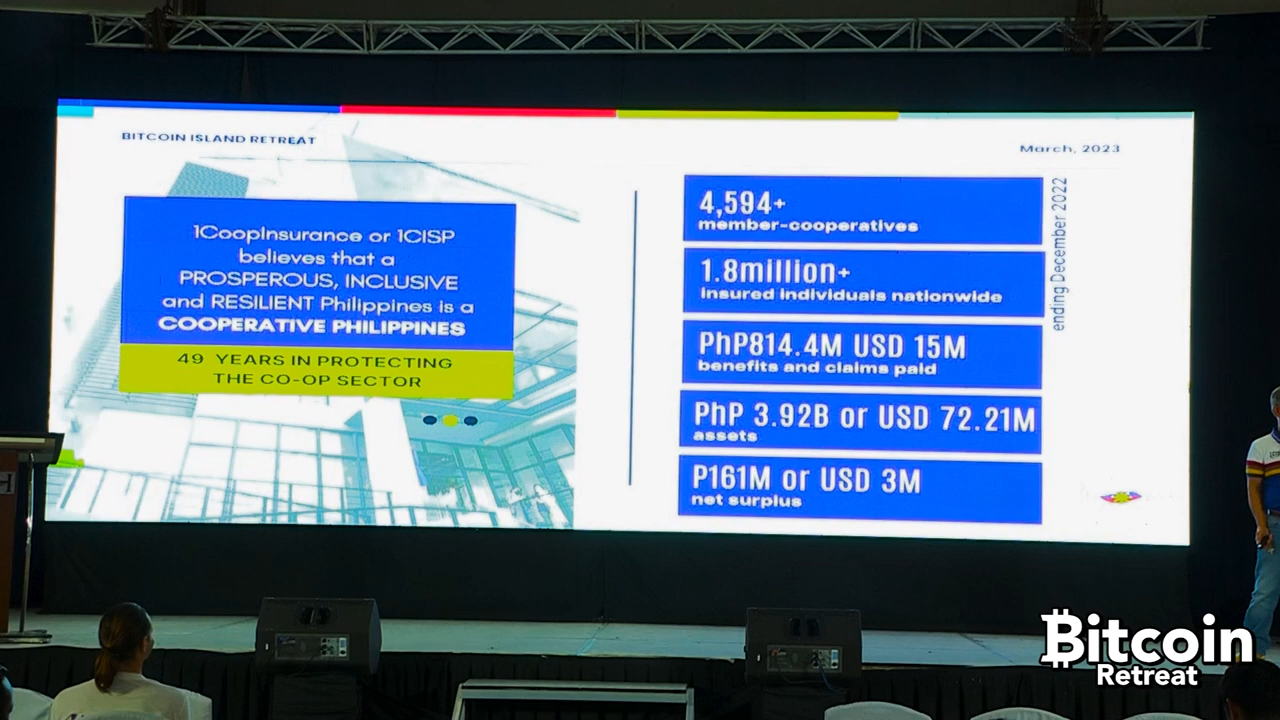 BITCOIN ISLAND RETREAT
March, 2023
1CoopInsurance or 1CISP
believes that a
PROSPEROUS, INCLUSIVE
and RESILIENT Philippines is a
COOPERATIVE PHILIPPINES
49 YEARS IN PROTECTING
THE CO-OP SECTOR
4,594+
member-cooperatives
1.8million+
insured individuals nationwide
PhP814.4M USD 15M
benefits and claims paid
PhP 3.92B or USD 72.21M
assets
P161M or USD 3M
net surplus
ending December 2022
H
Bitcoin
Retreat